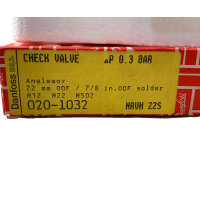 Danfoss
CHECK VALVE ΔP 0.3 BAR
22 mm ODF / 7/8 in.ODF solder
R12 R22 R502
020-1032 NRVH 22S